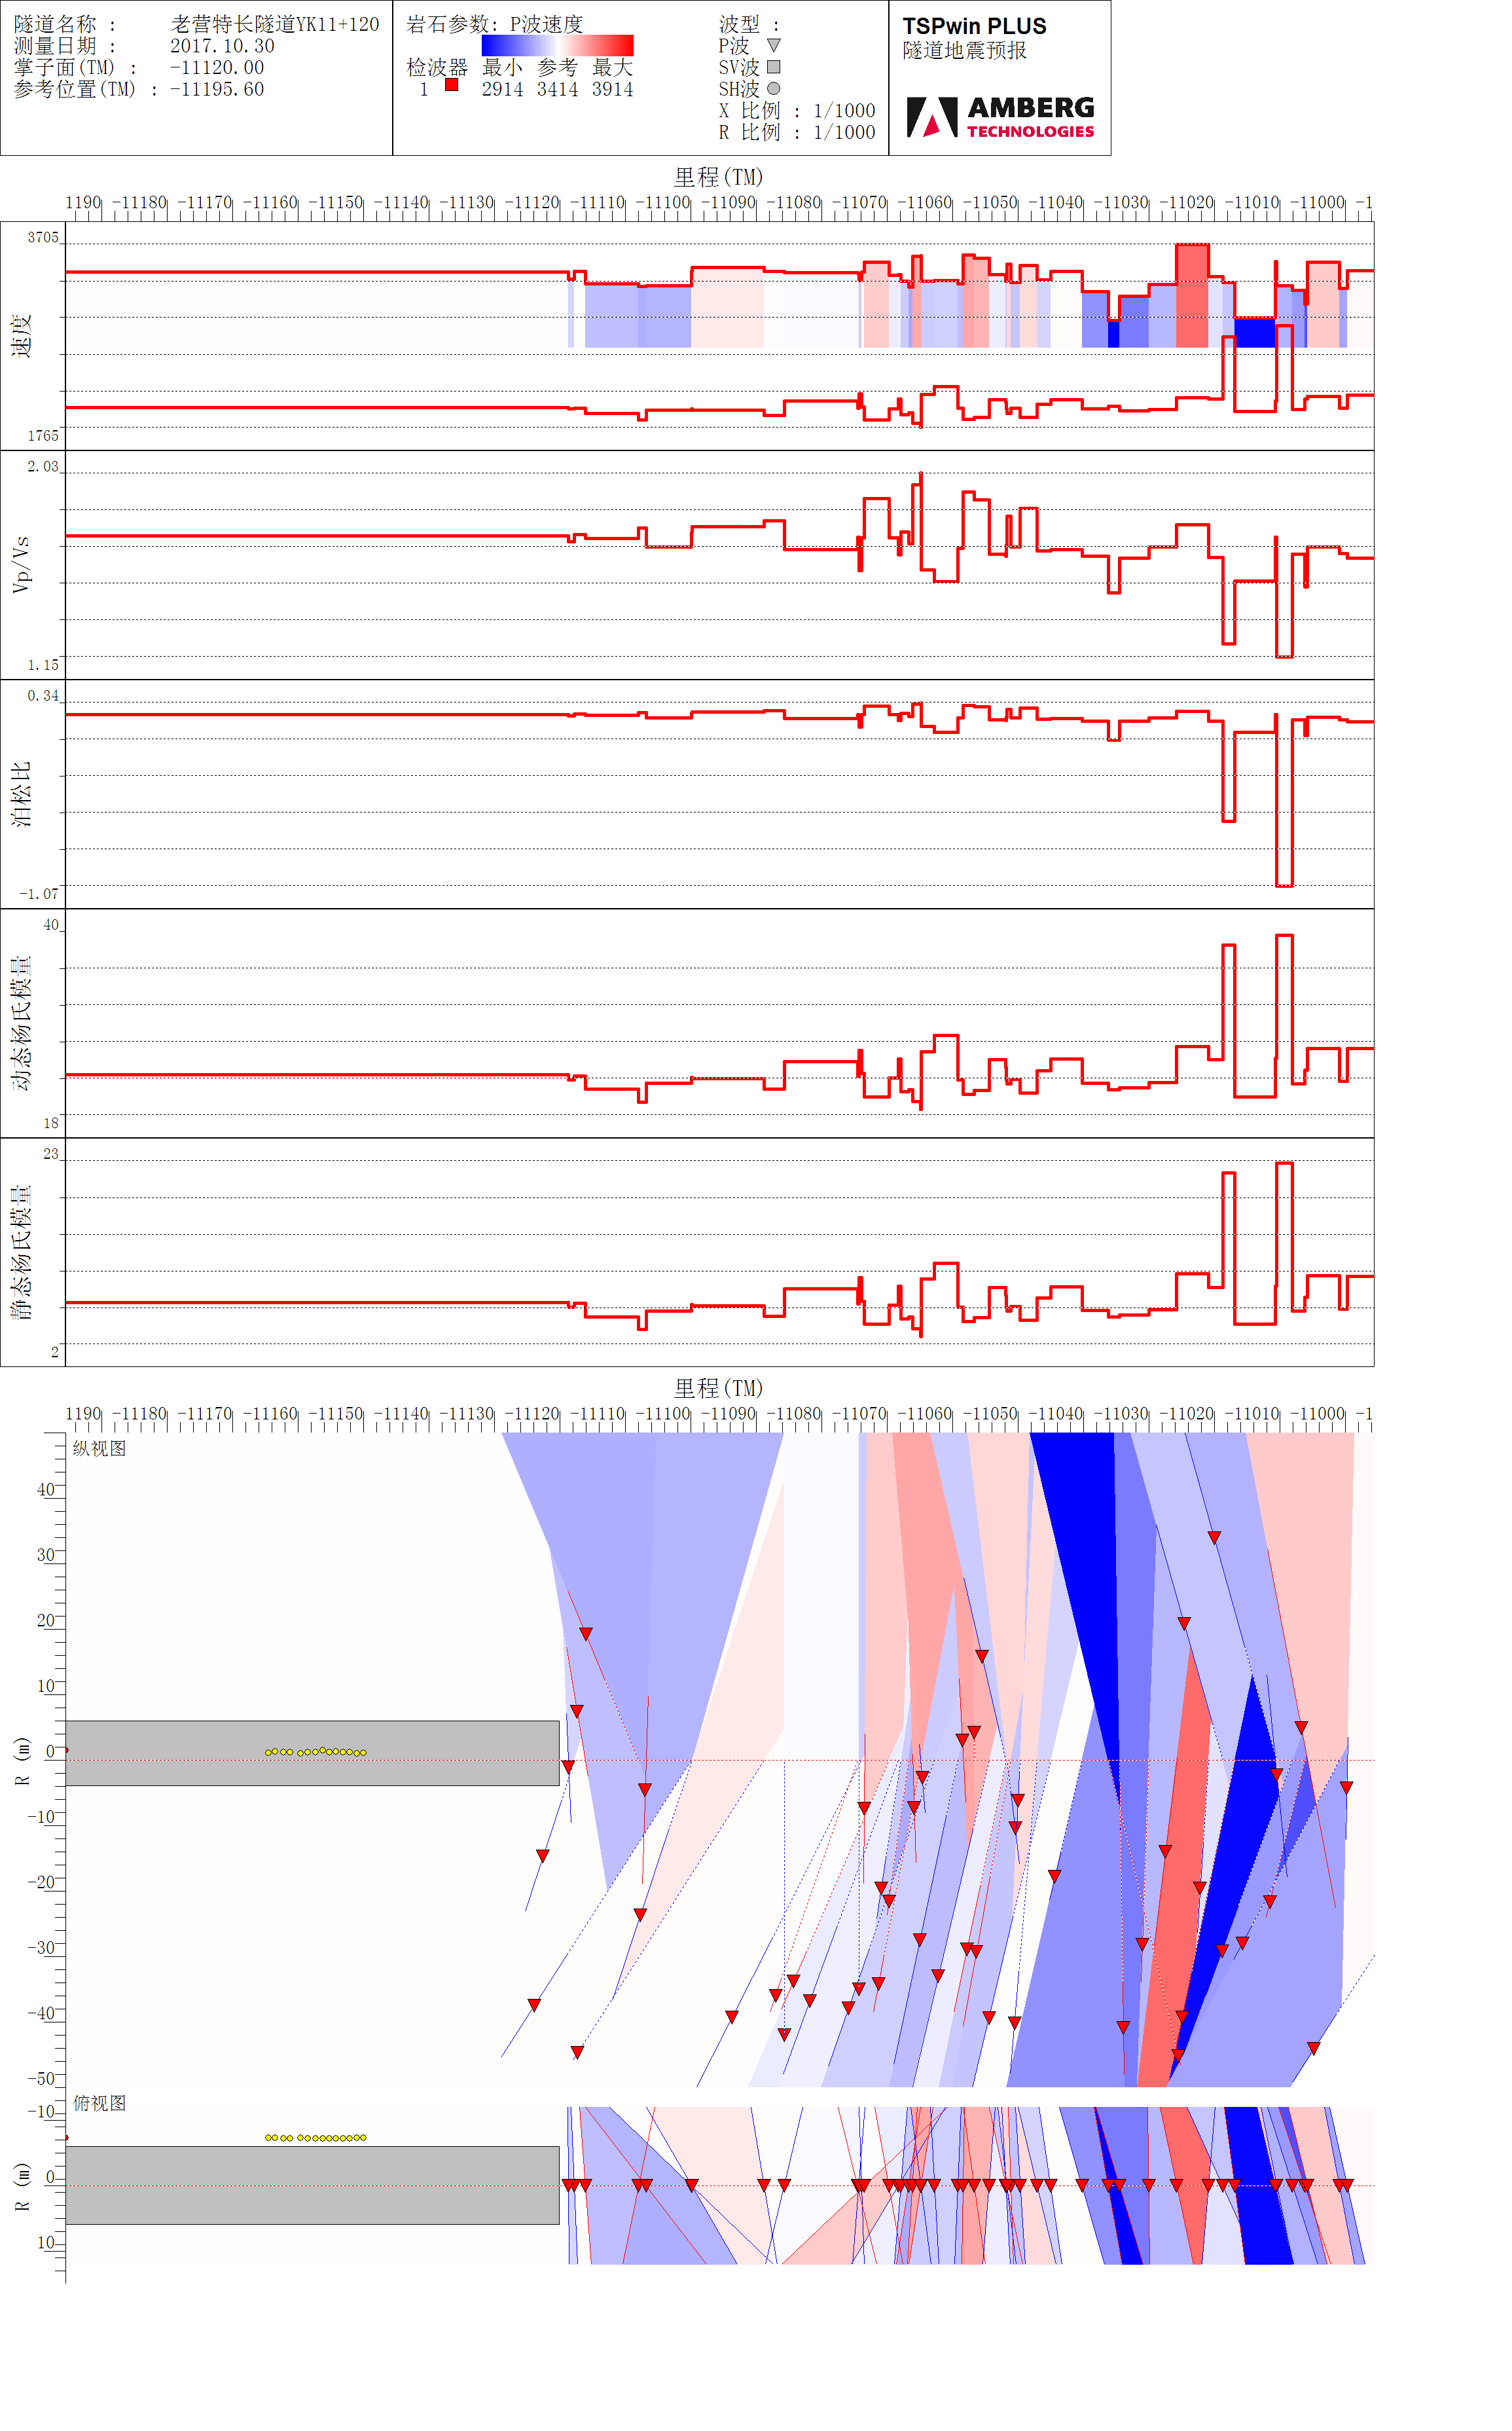 隧道名称 : 老营特长隧道YK11+120
测量日期 : 2017.10.30
掌子面(TM) : -11120.00
参考位置(TM) : -11195.60
岩石参数: P波速度
检波器 最小 参考 最大
1 2914 3414 3914
波型 :
P波
SV波
SH波
X 比例 : 1/1000
R 比例 : 1/1000
TSPwin PLUS
隧道地震预报
AMBERG
TECHNOLOGIES
里程(TM)
1190 -11180 -11170 -11160 -11150 -11140 -11130 -11120 -11110 -11100 -11090 -11080 -11070 -11060 -11050 -11040 -11030 -11020 -11010 -11000 -1
3705
速度
1765
2.03
Vp/Vs
1.15
0.34
泊松比
-1.07
40
动态杨氏模量
18
23
静态杨氏模量
2
里程(TM)
1190 -11180 -11170 -11160 -11150 -11140 -11130 -11120 -11110 -11100 -11090 -11080 -11070 -11060 -11050 -11040 -11030 -11020 -11010 -11000 -1
纵视图
40
30
20
10
0
R (m)
-10
-20
-30
-40
-50
俯视图
-10
0
R (m)
10